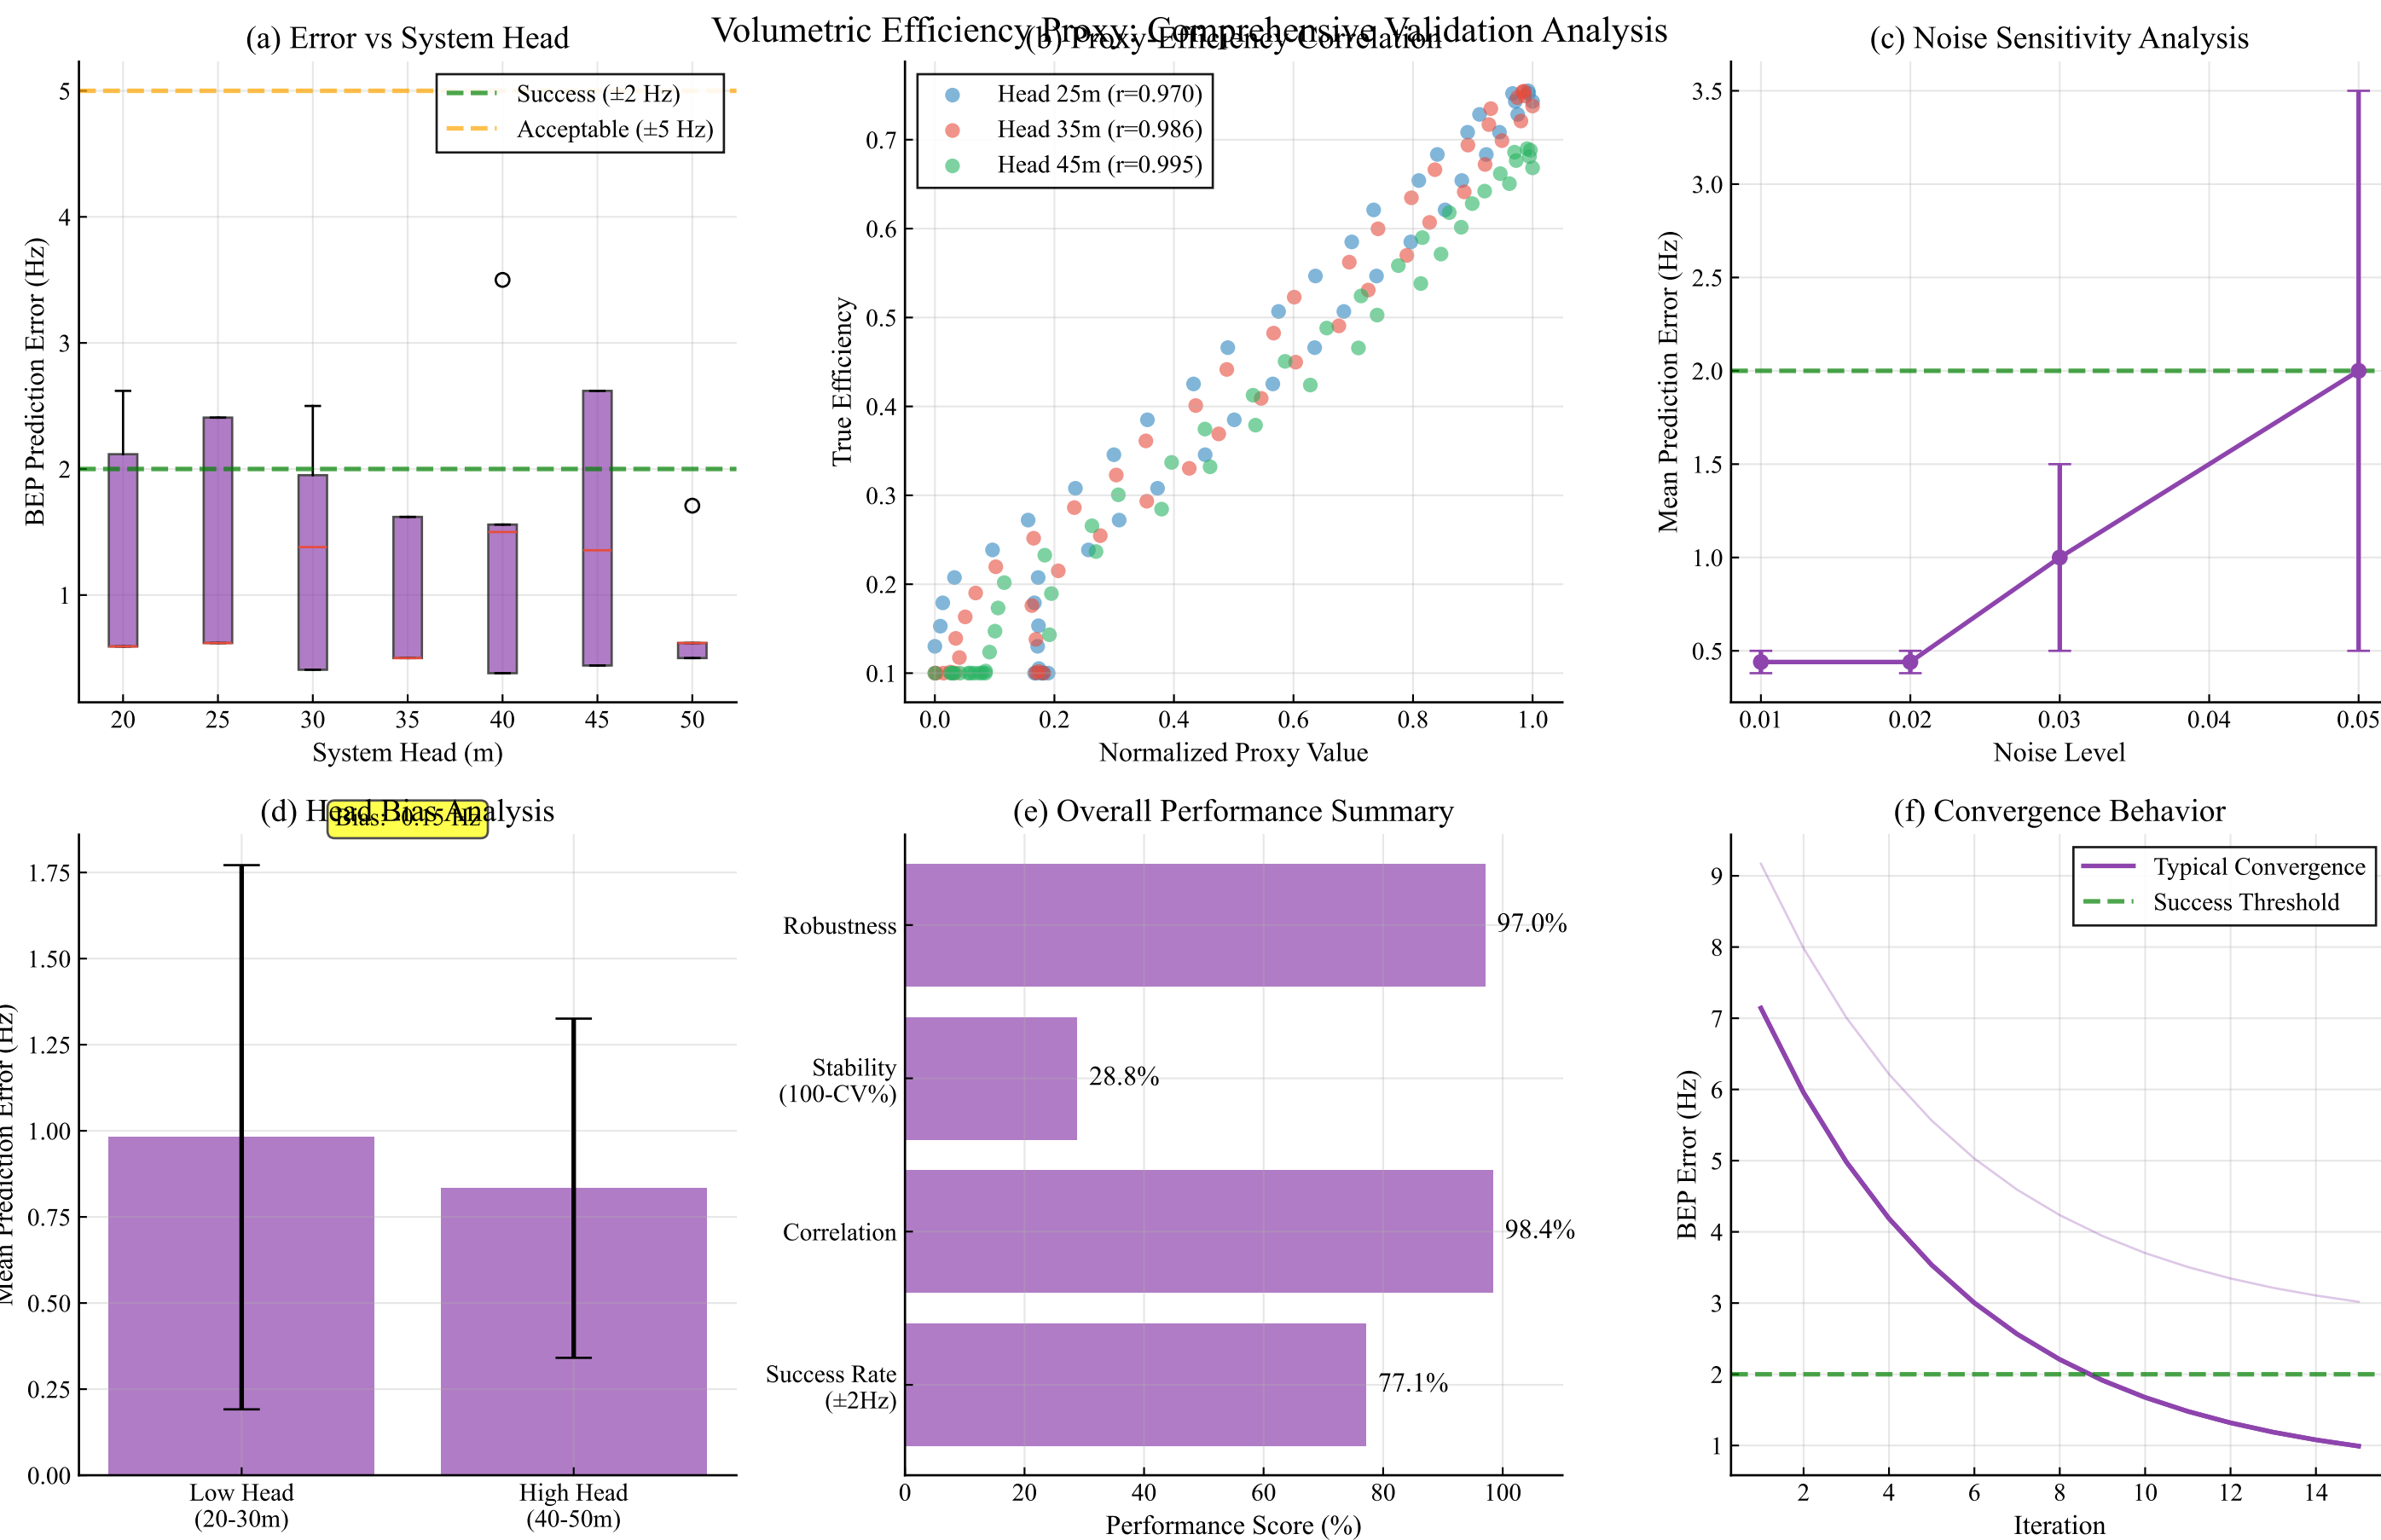 Volumetric Efficiency Proxy: Comprehensive Validation Analysis
(a) Error vs System Head
BEP Prediction Error (Hz)
5
4
3
2
1
Success (±2 Hz)
Acceptable (±5 Hz)
20 25 30 35 40 45 50
System Head (m)
(b) Proxy-Efficiency Correlation
True Efficiency
0.7
0.6
0.5
0.4
0.3
0.2
0.1
Head 25m (r=0.970)
Head 35m (r=0.986)
Head 45m (r=0.995)
0.0 0.2 0.4 0.6 0.8 1.0
Normalized Proxy Value
(c) Noise Sensitivity Analysis
Mean Prediction Error (Hz)
3.5
3.0
2.5
2.0
1.5
1.0
0.5
0.01 0.02 0.03 0.04 0.05
Noise Level
(d) Head Bias Analysis
Bias: -0.15 Hz
Mean Prediction Error (Hz)
1.75
1.50
1.25
1.00
0.75
0.50
0.25
0.00
Low Head
(20-30m)
High Head
(40-50m)
(e) Overall Performance Summary
Robustness
97.0%
Stability
(100-CV%)
28.8%
Correlation
98.4%
Success Rate
(±2Hz)
77.1%
0 20 40 60 80 100
Performance Score (%)
(f) Convergence Behavior
BEP Error (Hz)
9
8
7
6
5
4
3
2
1
Typical Convergence
Success Threshold
2 4 6 8 10 12 14
Iteration